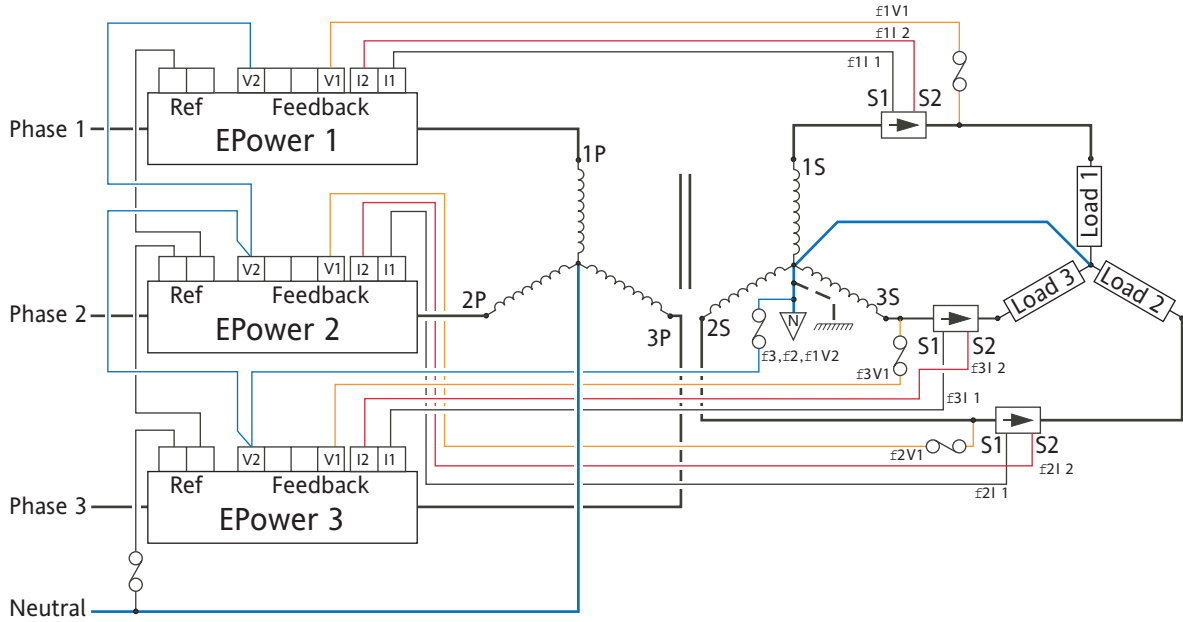 f1V1
f1I 2
f1I 1
V2 V1 I2 I1
Ref Feedback
EPower 1
Phase 1
S1 S2
1P
1S
Load 1
V2 V1 I2 I1
Ref Feedback
EPower 2
Phase 2
2P
3P
2S
3S
N
Load 3
Load 2
S1 S2
f3,f2,f1V2
f3V1
f3I 2
f3I 1
S1 S2
V2 V1 I2 I1
Ref Feedback
EPower 3
Phase 3
f2V1
f2I 2
f2I 1
Neutral